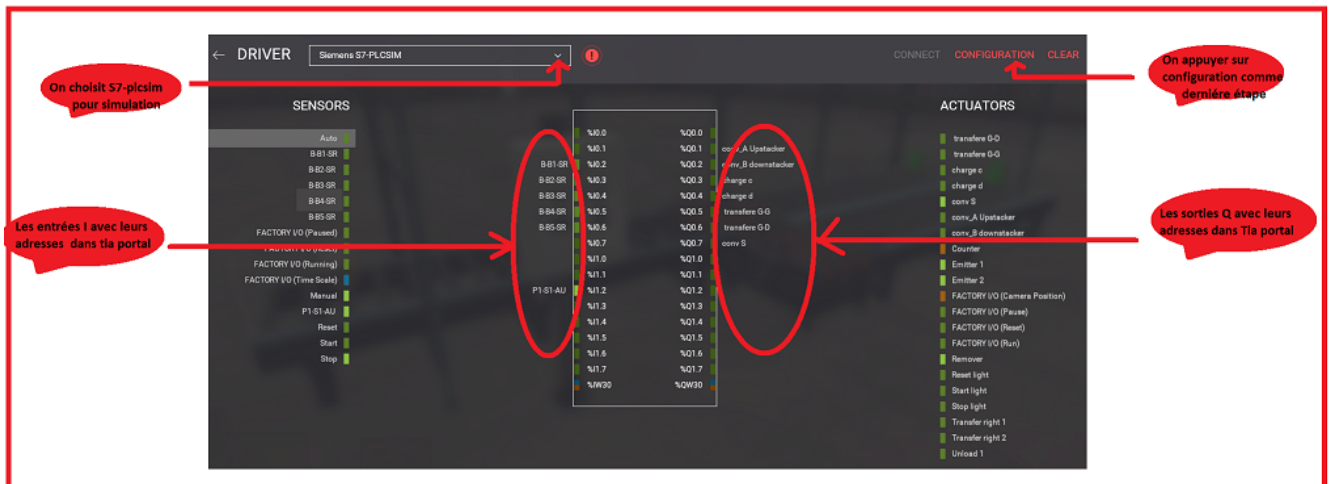 ← DRIVER
Siemens S7-PLCSIM
CONNECT CONFIGURATION CLEAR
On choisit S7-plcsim
pour simulation
On appuyer sur
configuration comme
derniére étape
Les entrées I avec leurs
adresses dans tia portal
Les sorties Q avec leurs
adresses dans Tia portal
SENSORS
Auto
B-B1-SR
B-B2-SR
B-B3-SR
B-B4-SR
B-B5-SR
FACTORY I/O (Paused)
FACTORY I/O (Reset)
FACTORY I/O (Running)
FACTORY I/O (Time Scale)
Manual
P1-S1-AU
Reset
Start
Stop
%I0.0 %Q0.0
%I0.1 %Q0.1 conv_A Upstacker
B-B1-SR %I0.2 %Q0.2 conv_B downstacker
B-B2-SR %I0.3 %Q0.3 charge c
B-B3-SR %I0.4 %Q0.4 charge d
B-B4-SR %I0.5 %Q0.5 transfere G-G
B-B5-SR %I0.6 %Q0.6 transfere G-D
%I0.7 %Q0.7 conv S
%I1.0 %Q1.0
%I1.1 %Q1.1
P1-S1-AU %I1.2 %Q1.2
%I1.3 %Q1.3
%I1.4 %Q1.4
%I1.5 %Q1.5
%I1.6 %Q1.6
%I1.7 %Q1.7
%IW30 %QW30
ACTUATORS
transfere G-D
transfere G-G
charge c
charge d
conv S
conv_A Upstacker
conv_B downstacker
Counter
Emitter 1
Emitter 2
FACTORY I/O (Camera Position)
FACTORY I/O (Pause)
FACTORY I/O (Reset)
FACTORY I/O (Run)
Remover
Reset light
Start light
Stop light
Transfer right 1
Transfer right 2
Unload 1